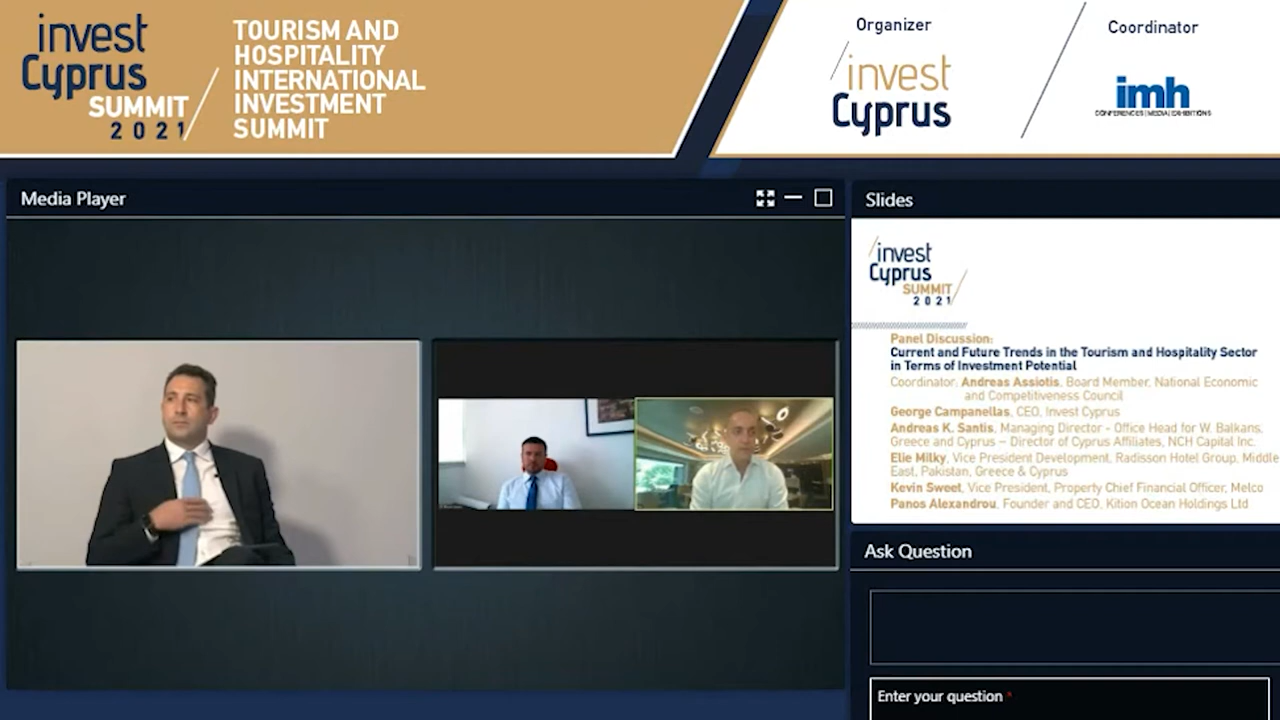 invest
Cyprus
SUMMIT
2021
TOURISM AND
HOSPITALITY
INTERNATIONAL
INVESTMENT
SUMMIT
Organizer
invest
Cyprus
Coordinator
imh
CONFERENCES | MEDIA | EXHIBITIONS
Media Player
Slides
invest
Cyprus
SUMMIT
2021
Panel Discussion:
Current and Future Trends in the Tourism and Hospitality Sector
in Terms of Investment Potential
Coordinator: Andreas Assiotis, Board Member, National Economic
and Competitiveness Council
George Campanellas, CEO, Invest Cyprus
Andreas K. Santis, Managing Director - Office Head for W. Balkans,
Greece and Cyprus – Director of Cyprus Affiliates, NCH Capital Inc.
Elie Milky, Vice President Development, Radisson Hotel Group, Middle
East, Pakistan, Greece & Cyprus
Kevin Sweet, Vice President, Property Chief Financial Officer, Melco
Panos Alexandrou, Founder and CEO, Kition Ocean Holdings Ltd
Ask Question
Enter your question *